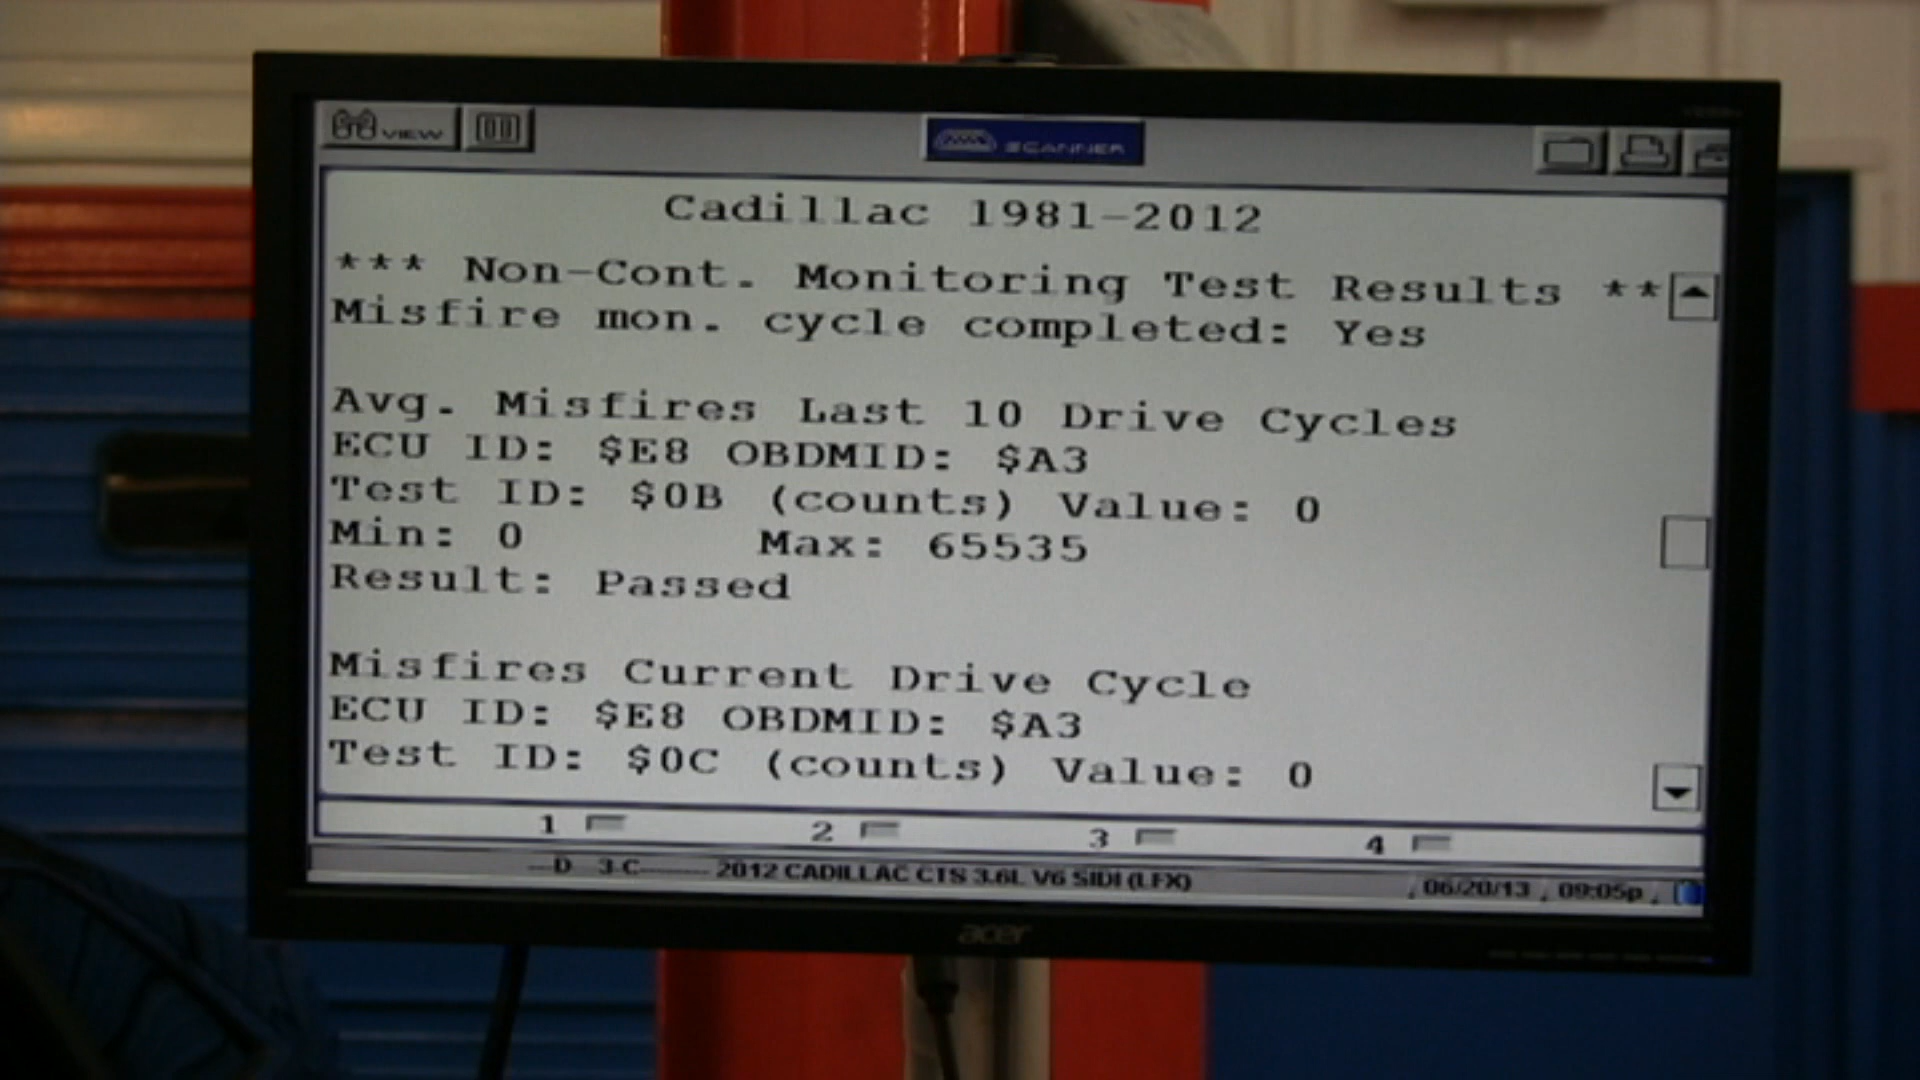 VIEW
SCANNER
Cadillac 1981-2012
*** Non-Cont. Monitoring Test Results **
Misfire mon. cycle completed: Yes
Avg. Misfires Last 10 Drive Cycles
ECU ID: $E8 OBDMID: $A3
Test ID: $0B (counts) Value: 0
Min: 0 Max: 65535
Result: Passed
Misfires Current Drive Cycle
ECU ID: $E8 OBDMID: $A3
Test ID: $0C (counts) Value: 0
1 2 3 4
---D 3-C-------- 2012 CADILLAC CTS 3.6L V6 SIDI (LFX) 06/20/13 , 09:05p
acer